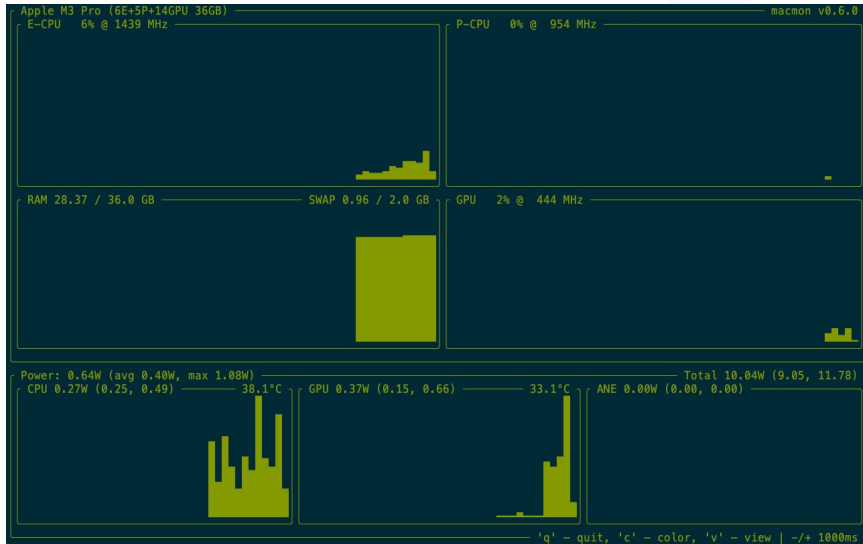 Apple M3 Pro (6E+5P+14GPU 36GB) macmon v0.6.0
E-CPU 6% @ 1439 MHz
P-CPU 0% @ 954 MHz
RAM 28.37 / 36.0 GB SWAP 0.96 / 2.0 GB
GPU 2% @ 444 MHz
Power: 0.64W (avg 0.40W, max 1.08W) Total 10.04W (9.05, 11.78)
CPU 0.27W (0.25, 0.49) 38.1°C
GPU 0.37W (0.15, 0.66) 33.1°C
ANE 0.00W (0.00, 0.00)
'q' – quit, 'c' – color, 'v' – view | -/+ 1000ms